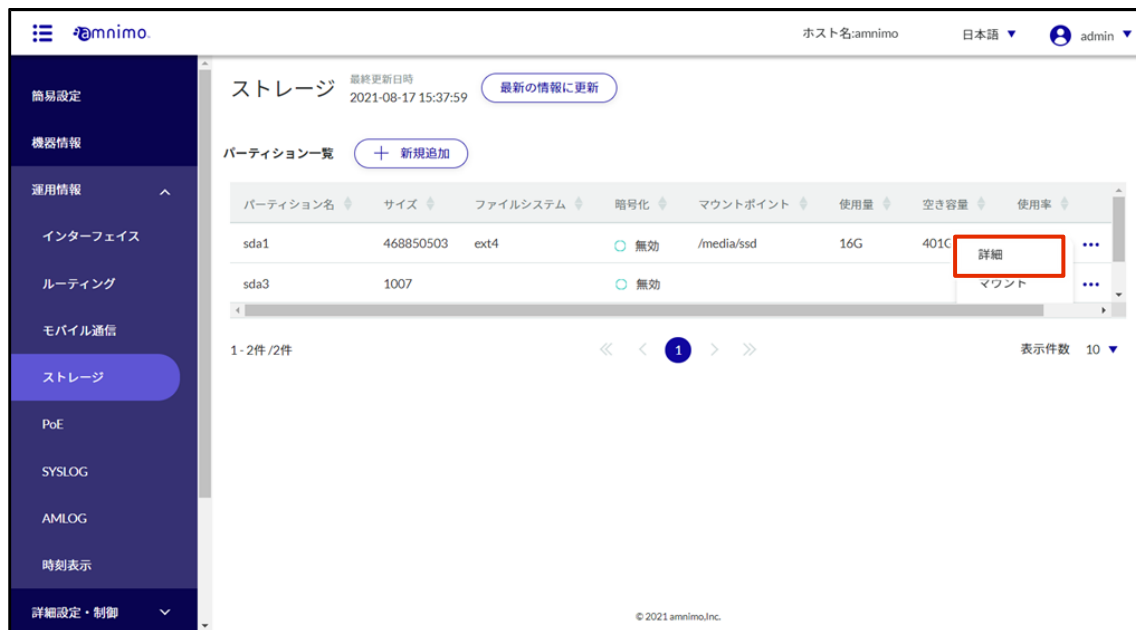 amnimo.
ホスト名:amnimo
日本語
admin
簡易設定
機器情報
運用情報
インターフェイス
ルーティング
モバイル通信
ストレージ
PoE
SYSLOG
AMLOG
時刻表示
詳細設定・制御
ストレージ
最終更新日時
2021-08-17 15:37:59
最新の情報に更新
パーティション一覧
+ 新規追加
パーティション名 サイズ ファイルシステム 暗号化 マウントポイント 使用量 空き容量 使用率
sda1 468850503 ext4 無効 /media/ssd 16G 401G
詳細
sda3 1007 無効
マウント
1 - 2件 /2件
1
表示件数 10
© 2021 amnimo,Inc.